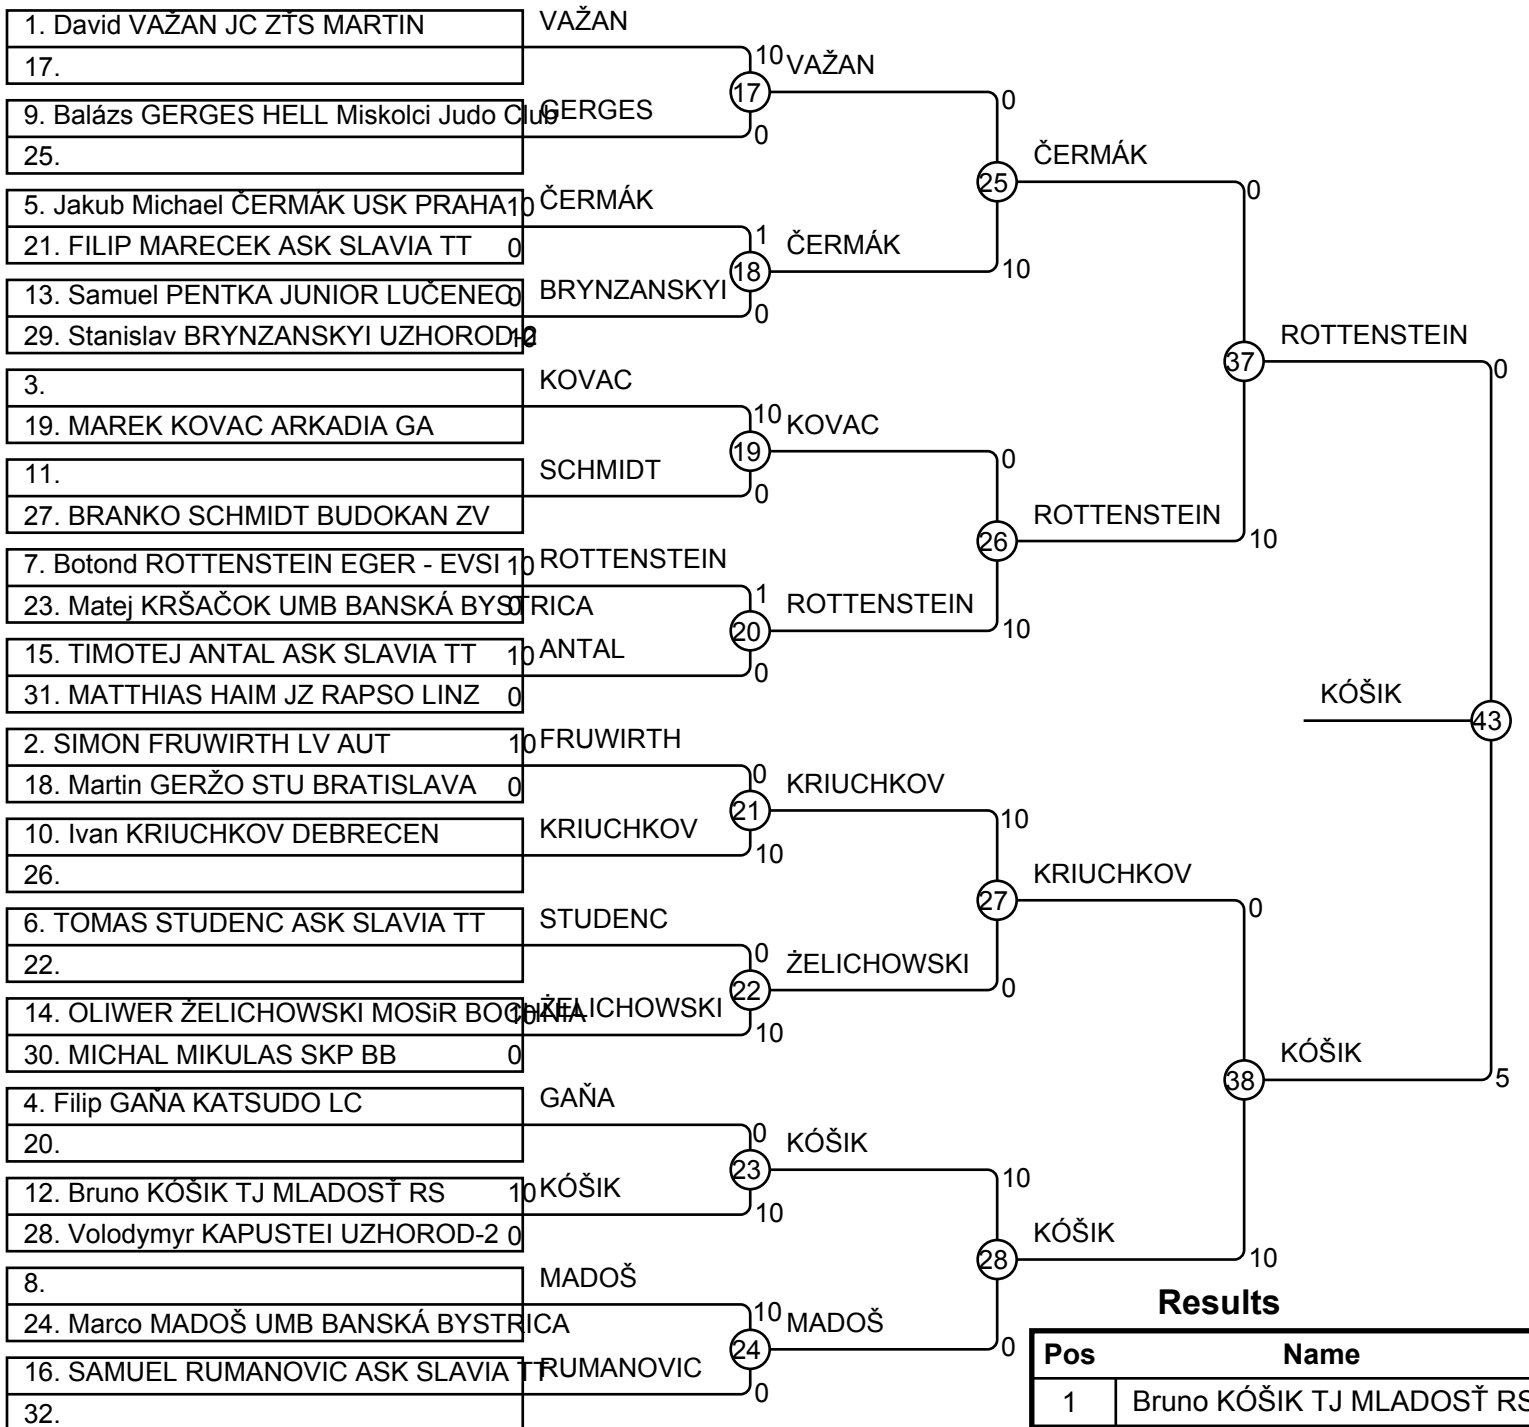 1. David VAŽAN JC ZŤS MARTIN
17.
9. Balázs GERGES HELL Miskolci Judo Club
25.
5. Jakub Michael ČERMÁK USK PRAHA 10
21. FILIP MARECEK ASK SLAVIA TT 0
13. Samuel PENTKA JUNIOR LUČENEC 0
29. Stanislav BRYNZANSKYI UZHOROD-2 10
3.
19. MAREK KOVAC ARKADIA GA
11.
27. BRANKO SCHMIDT BUDOKAN ZV
7. Botond ROTTENSTEIN EGER - EVSI 10
23. Matej KRŠAČOK UMB BANSKÁ BYSTRICA 0
15. TIMOTEJ ANTAL ASK SLAVIA TT 10
31. MATTHIAS HAIM JZ RAPSO LINZ 0
2. SIMON FRUWIRTH LV AUT 10
18. Martin GERŽO STU BRATISLAVA 0
10. Ivan KRIUCHKOV DEBRECEN
26.
6. TOMAS STUDENC ASK SLAVIA TT
22.
14. OLIWER ŻELICHOWSKI MOSiR BOCHNIA 10
30. MICHAL MIKULAS SKP BB 0
4. Filip GAŇA KATSUDO LC
20.
12. Bruno KÓŠIK TJ MLADOSŤ RS 10
28. Volodymyr KAPUSTEI UZHOROD-2 0
8.
24. Marco MADOŠ UMB BANSKÁ BYSTRICA
16. SAMUEL RUMANOVIC ASK SLAVIA TT
32.
VAŽAN
10
17
GERGES
0
ČERMÁK
1
18
BRYNZANSKYI
0
KOVAC
10
19
SCHMIDT
0
ROTTENSTEIN
1
20
ANTAL
0
FRUWIRTH
0
21
KRIUCHKOV
10
STUDENC
0
22
ŻELICHOWSKI
10
GAŇA
0
23
KÓŠIK
10
MADOŠ
10
24
RUMANOVIC
0
VAŽAN
0
25
ČERMÁK
10
KOVAC
0
26
ROTTENSTEIN
10
KRIUCHKOV
10
27
ŻELICHOWSKI
0
KÓŠIK
10
28
MADOŠ
0
ČERMÁK
0
37
ROTTENSTEIN
10
KRIUCHKOV
0
38
KÓŠIK
10
ROTTENSTEIN
0
KÓŠIK
43
KÓŠIK
5
Results
Pos Name
1 Bruno KÓŠIK TJ MLADOSŤ RS